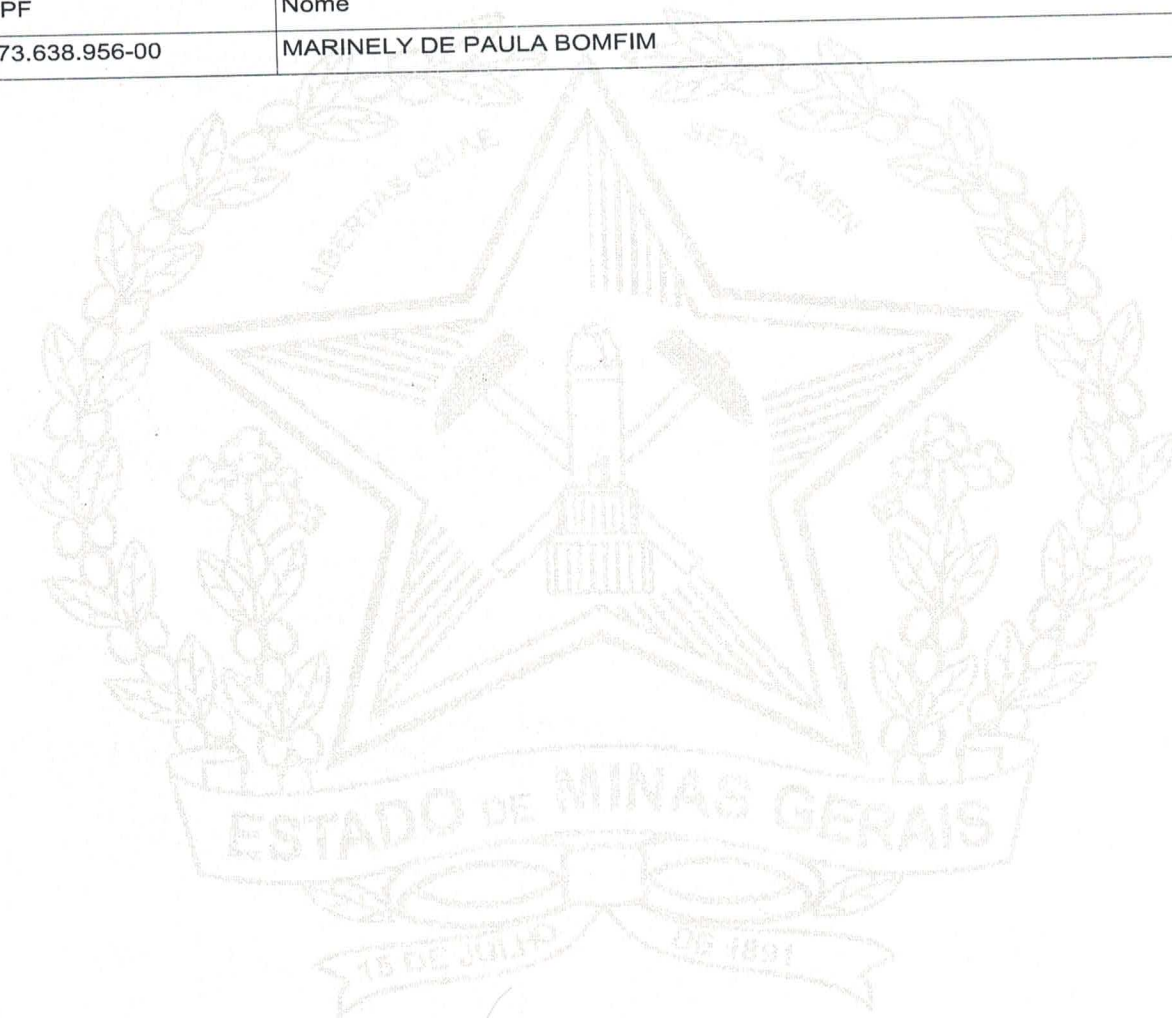 PF Nome
73.638.956-00 MARINELY DE PAULA BOMFIM
LIBERTAS QUAE SERA TAMEN
ESTADO DE MINAS GERAIS
15 DE JULHO DE 1891